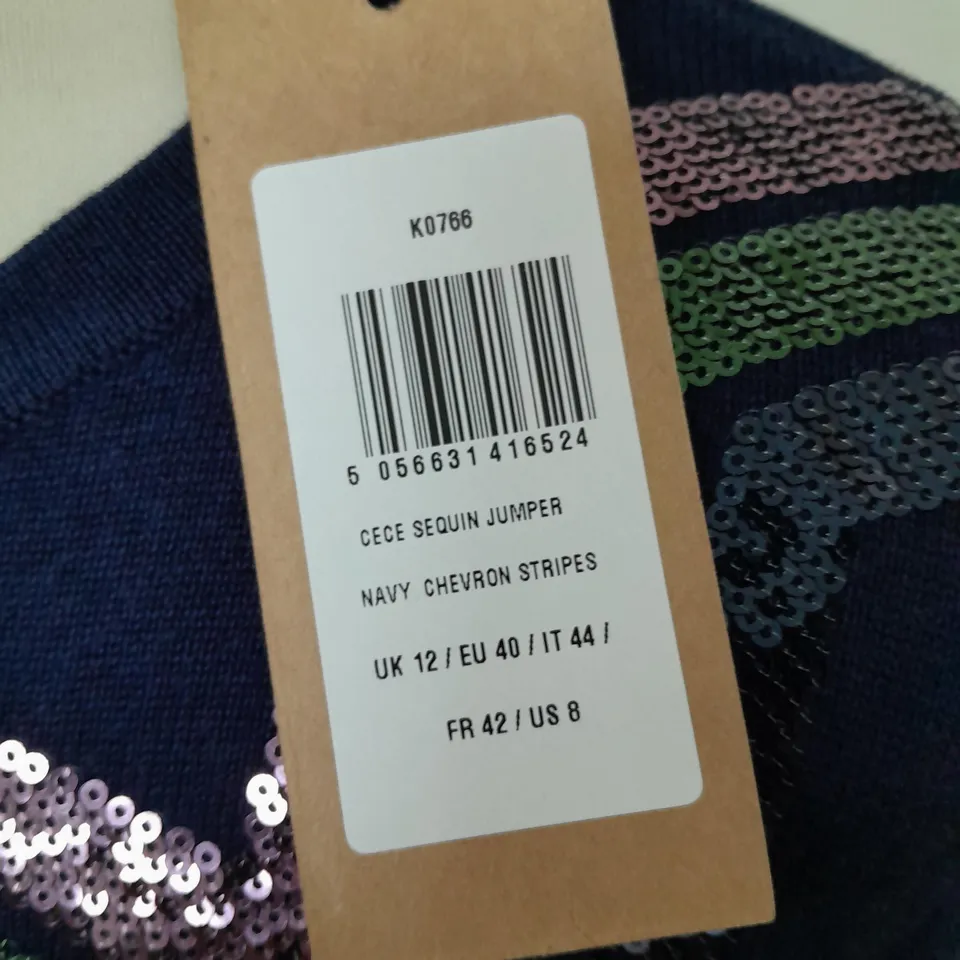 K0766
5 056631 416524
CECE SEQUIN JUMPER
NAVY CHEVRON STRIPES
UK 12 / EU 40 / IT 44 /
FR 42 / US 8